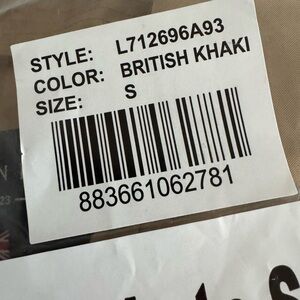 STYLE: L712696A93
COLOR: BRITISH KHAKI
SIZE: S
883661062781